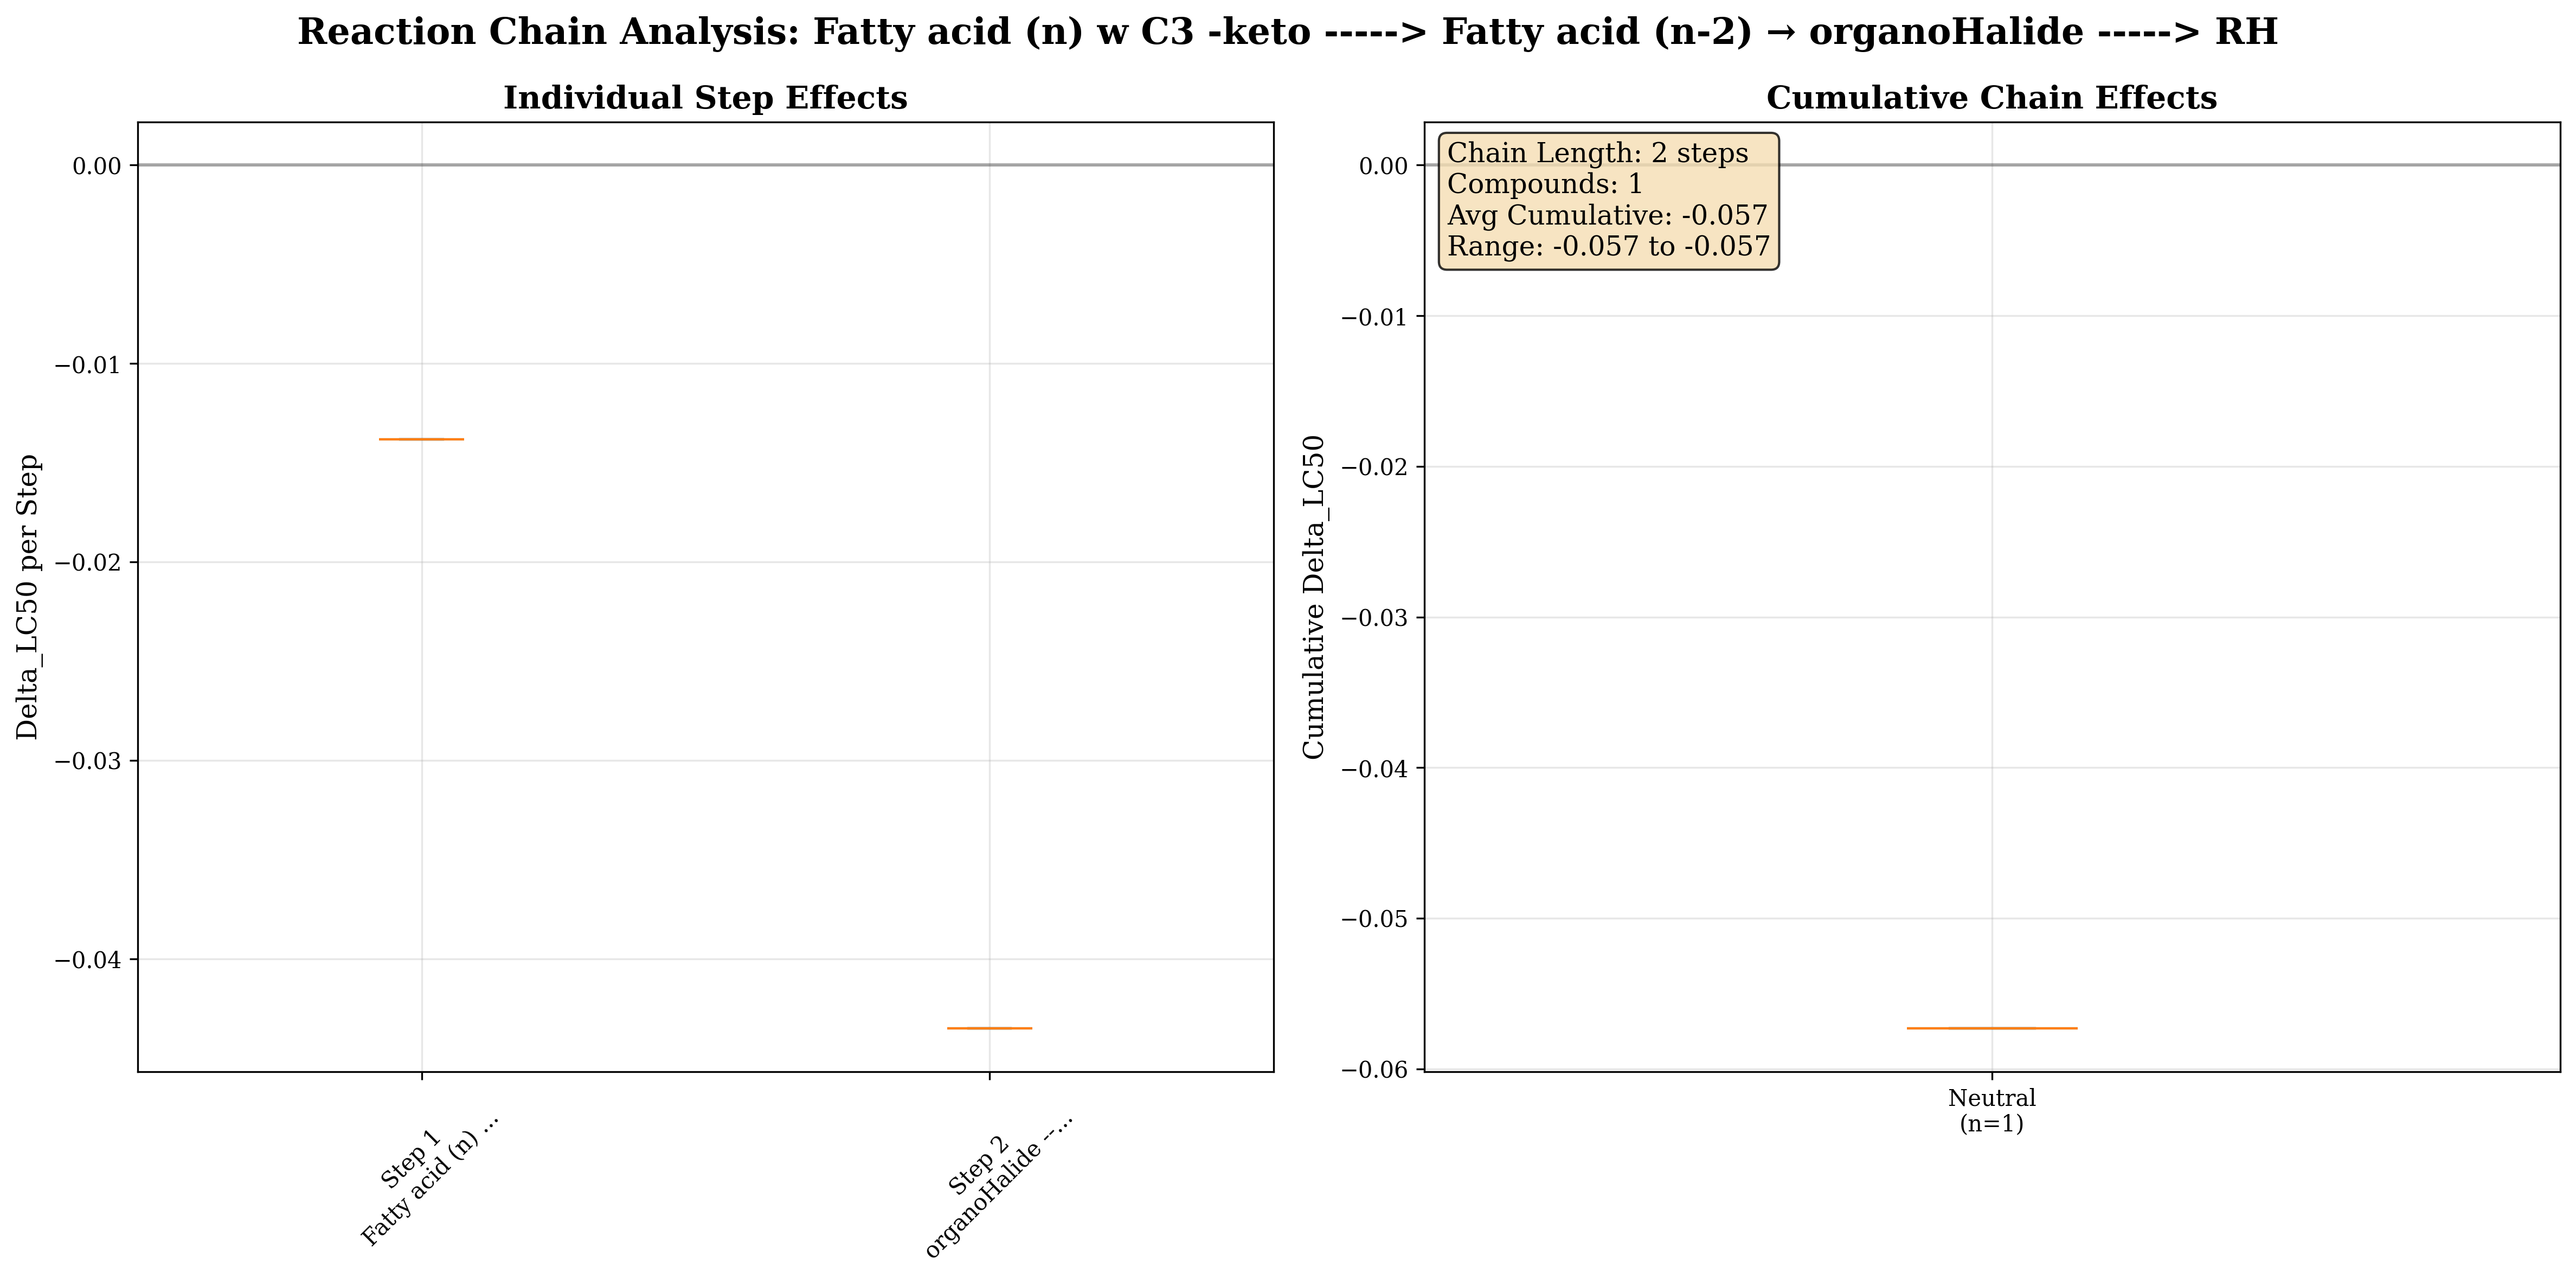 Reaction Chain Analysis: Fatty acid (n) w C3 -keto -----> Fatty acid (n-2) → organoHalide -----> RH
Individual Step Effects
Delta_LC50 per Step
0.00
−0.01
−0.02
−0.03
−0.04
Step 1
Fatty acid (n) ...
Step 2
organoHalide --...
Cumulative Chain Effects
Chain Length: 2 steps
Compounds: 1
Avg Cumulative: -0.057
Range: -0.057 to -0.057
Cumulative Delta_LC50
0.00
−0.01
−0.02
−0.03
−0.04
−0.05
−0.06
Neutral
(n=1)